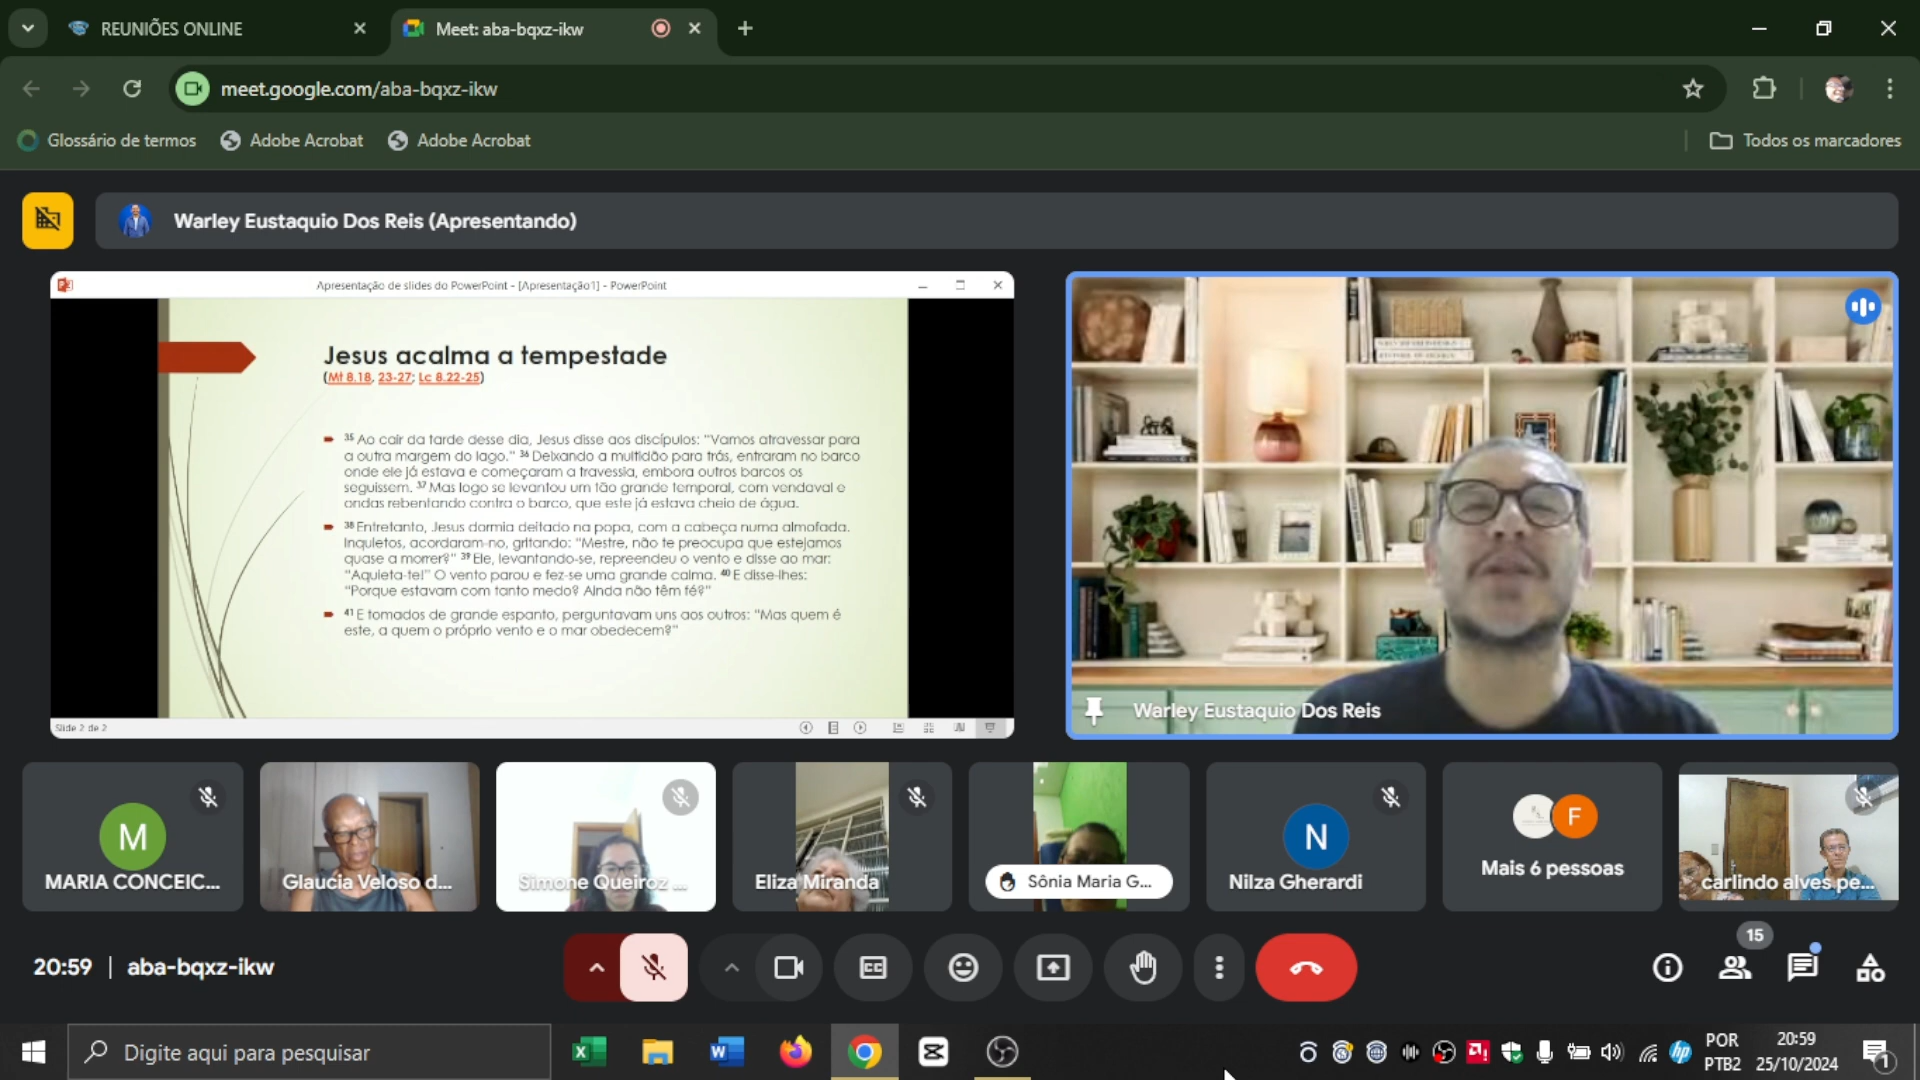 REUNIÕES ONLINE
Meet: aba-bqxz-ikw
meet.google.com/aba-bqxz-ikw
Glossário de termos
Adobe Acrobat
Adobe Acrobat
Todos os marcadores
Warley Eustaquio Dos Reis (Apresentando)
Apresentação de slides do PowerPoint - [Apresentação1] - PowerPoint
Jesus acalma a tempestade
(Mt 8.18, 23-27; Lc 8.22-25)
35 Ao cair da tarde desse dia, Jesus disse aos discípulos: "Vamos atravessar para
a outra margem do lago." 36 Deixando a multidão para trás, entraram no barco
onde ele já estava e começaram a travessia, embora outros barcos os
seguissem. 37 Mas logo se levantou um tão grande temporal, com vendaval e
ondas rebentando contra o barco, que este já estava cheio de água.
38 Entretanto, Jesus dormia deitado na popa, com a cabeça numa almofada.
Inquietos, acordaram-no, gritando: "Mestre, não te preocupa que estejamos
quase a morrer?" 39 Ele, levantando-se, repreendeu o vento e disse ao mar:
"Aquieta-te!" O vento parou e fez-se uma grande calma. 40 E disse-lhes:
"Porque estavam com tanto medo? Ainda não têm fé?"
41 E tomados de grande espanto, perguntavam uns aos outros: "Mas quem é
este, a quem o próprio vento e o mar obedecem?"
Slide 2 de 2
Warley Eustaquio Dos Reis
M
MARIA CONCEIC...
Glaucia Veloso d...
Simone Queiroz ...
Eliza Miranda
Sônia Maria G...
N
Nilza Gherardi
F
Mais 6 pessoas
carlindo alves pe...
20:59 | aba-bqxz-ikw
15
Digite aqui para pesquisar
POR
PTB2
20:59
25/10/2024
1